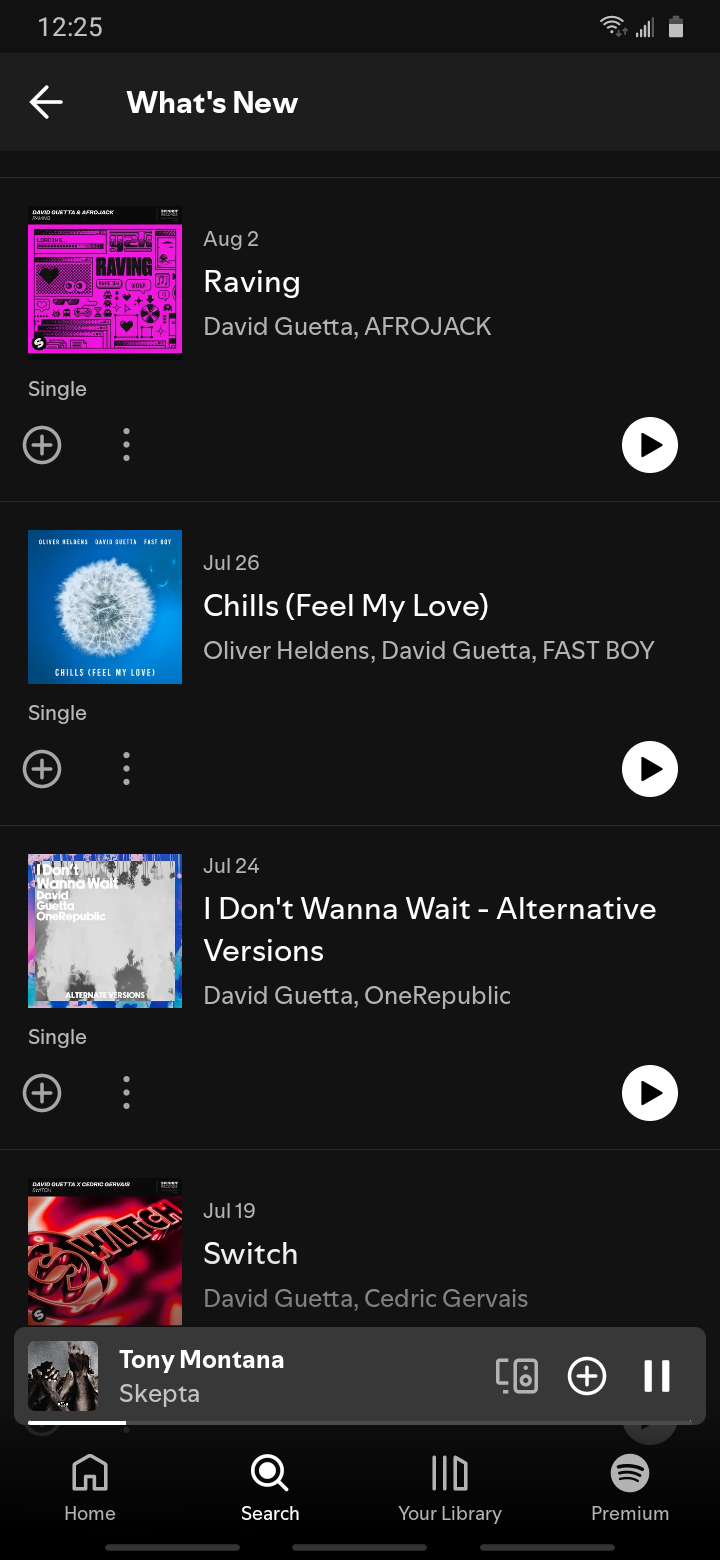 12:25
What's New
DAVID GUETTA & AFROJACK
RAVING
LOADING...
y2k
RAVING
Aug 2
Raving
David Guetta, AFROJACK
Single
OLIVER HELDENS DAVID GUETTA FAST BOY
CHILLS (FEEL MY LOVE)
Jul 26
Chills (Feel My Love)
Oliver Heldens, David Guetta, FAST BOY
Single
I Don't
Wanna Wait
David
Guetta
OneRepublic
ALTERNATE VERSIONS
Jul 24
I Don't Wanna Wait - Alternative
Versions
David Guetta, OneRepublic
Single
DAVID GUETTA X CEDRIC GERVAIS
SWITCH
SWITCH
Jul 19
Switch
David Guetta, Cedric Gervais
Tony Montana
Skepta
Home
Search
Your Library
Premium